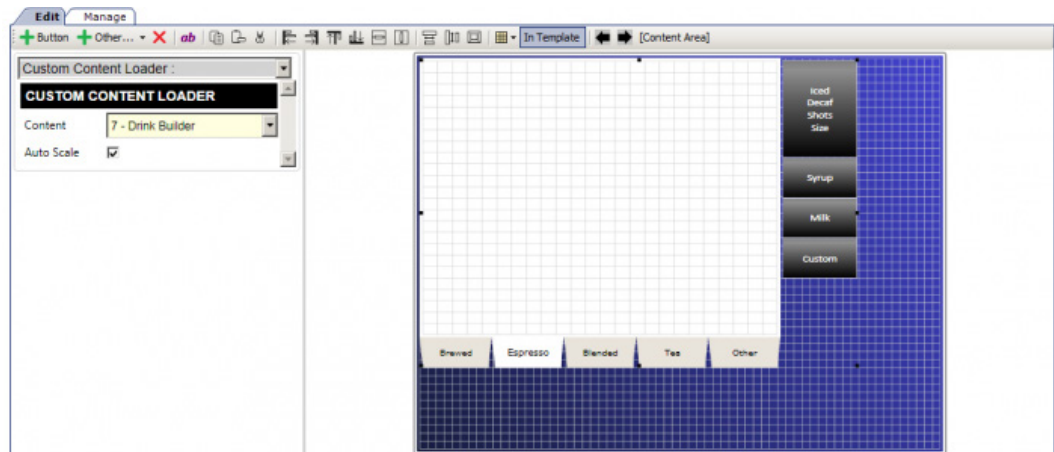 Edit Manage
Button Other... ab In Template [Content Area]
Custom Content Loader :
CUSTOM CONTENT LOADER
Content 7 - Drink Builder
Auto Scale
Iced
Decaf
Shots
Size
Syrup
Milk
Custom
Brewed Espresso Blended Tea Other